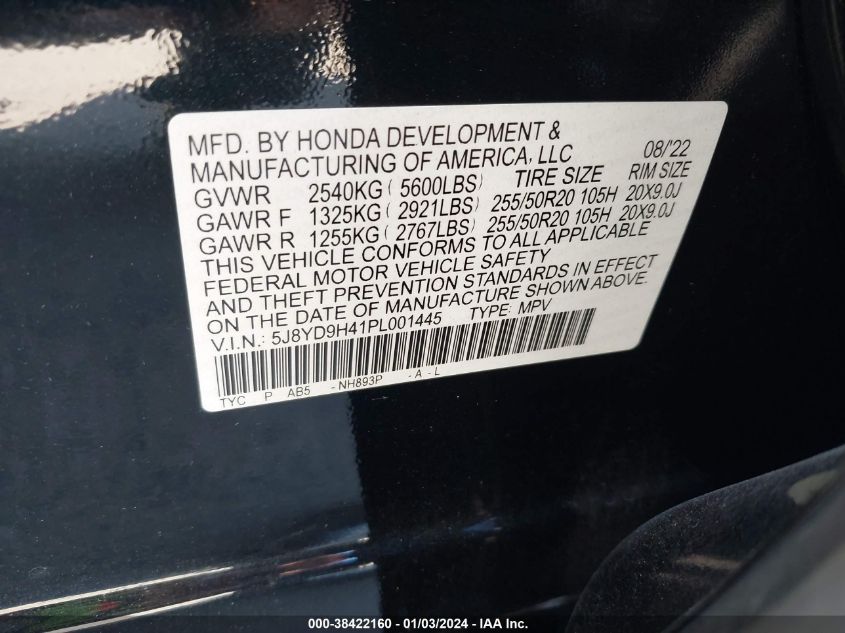 MFD. BY HONDA DEVELOPMENT &
MANUFACTURING OF AMERICA, LLC 08/'22
GVWR 2540KG ( 5600LBS) TIRE SIZE RIM SIZE
GAWR F 1325KG ( 2921LBS) 255/50R20 105H 20X9.0J
GAWR R 1255KG ( 2767LBS) 255/50R20 105H 20X9.0J
THIS VEHICLE CONFORMS TO ALL APPLICABLE
FEDERAL MOTOR VEHICLE SAFETY
AND THEFT PREVENTION STANDARDS IN EFFECT
ON THE DATE OF MANUFACTURE SHOWN ABOVE.
V.I.N.: 5J8YD9H41PL001445 TYPE: MPV
TYC P AB5 -NH893P -A-L
000-38422160 - 01/03/2024 - IAA Inc.